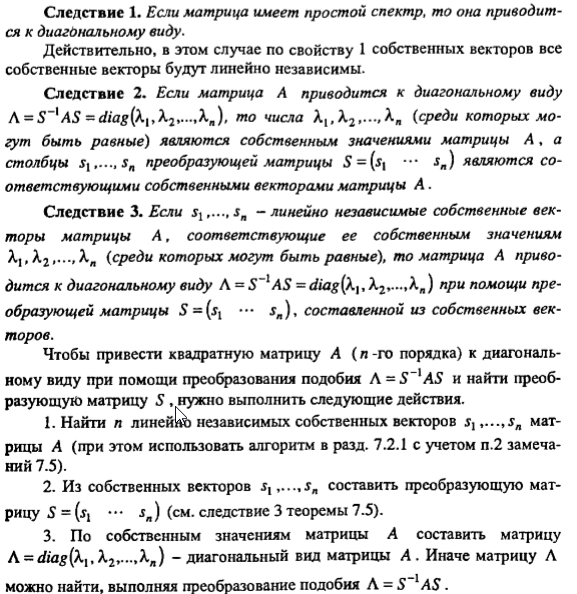 Следствие 1. Если матрица имеет простой спектр, то она приводит-
ся к диагональному виду.
Действительно, в этом случае по свойству 1 собственных векторов все
собственные векторы будут линейно независимы.
Следствие 2. Если матрица A приводится к диагональному виду
Λ = S⁻¹AS = diag(λ₁, λ₂,...,λₙ), то числа λ₁, λ₂,...,λₙ (среди которых мо-
гут быть равные) являются собственным значениями матрицы A, а
столбцы s₁,...,sₙ преобразующей матрицы S = (s₁ ··· sₙ) являются со-
ответствующими собственными векторами матрицы A.
Следствие 3. Если s₁,...,sₙ – линейно независимые собственные век-
торы матрицы A, соответствующие ее собственным значениям
λ₁, λ₂,...,λₙ (среди которых могут быть равные), то матрица A приво-
дится к диагональному виду Λ = S⁻¹AS = diag(λ₁, λ₂,...,λₙ) при помощи пре-
образующей матрицы S = (s₁ ··· sₙ), составленной из собственных век-
торов.
Чтобы привести квадратную матрицу A (n-го порядка) к диагональ-
ному виду при помощи преобразования подобия Λ = S⁻¹AS и найти преоб-
разующую матрицу S, нужно выполнить следующие действия.
1. Найти n линейно независимых собственных векторов s₁,...,sₙ мат-
рицы A (при этом использовать алгоритм в разд. 7.2.1 с учетом п.2 замеча-
ний 7.5).
2. Из собственных векторов s₁,...,sₙ составить преобразующую мат-
рицу S = (s₁ ··· sₙ) (см. следствие 3 теоремы 7.5).
3. По собственным значениям матрицы A составить матрицу
Λ = diag(λ₁, λ₂,...,λₙ) – диагональный вид матрицы A. Иначе матрицу Λ
можно найти, выполняя преобразование подобия Λ = S⁻¹AS.